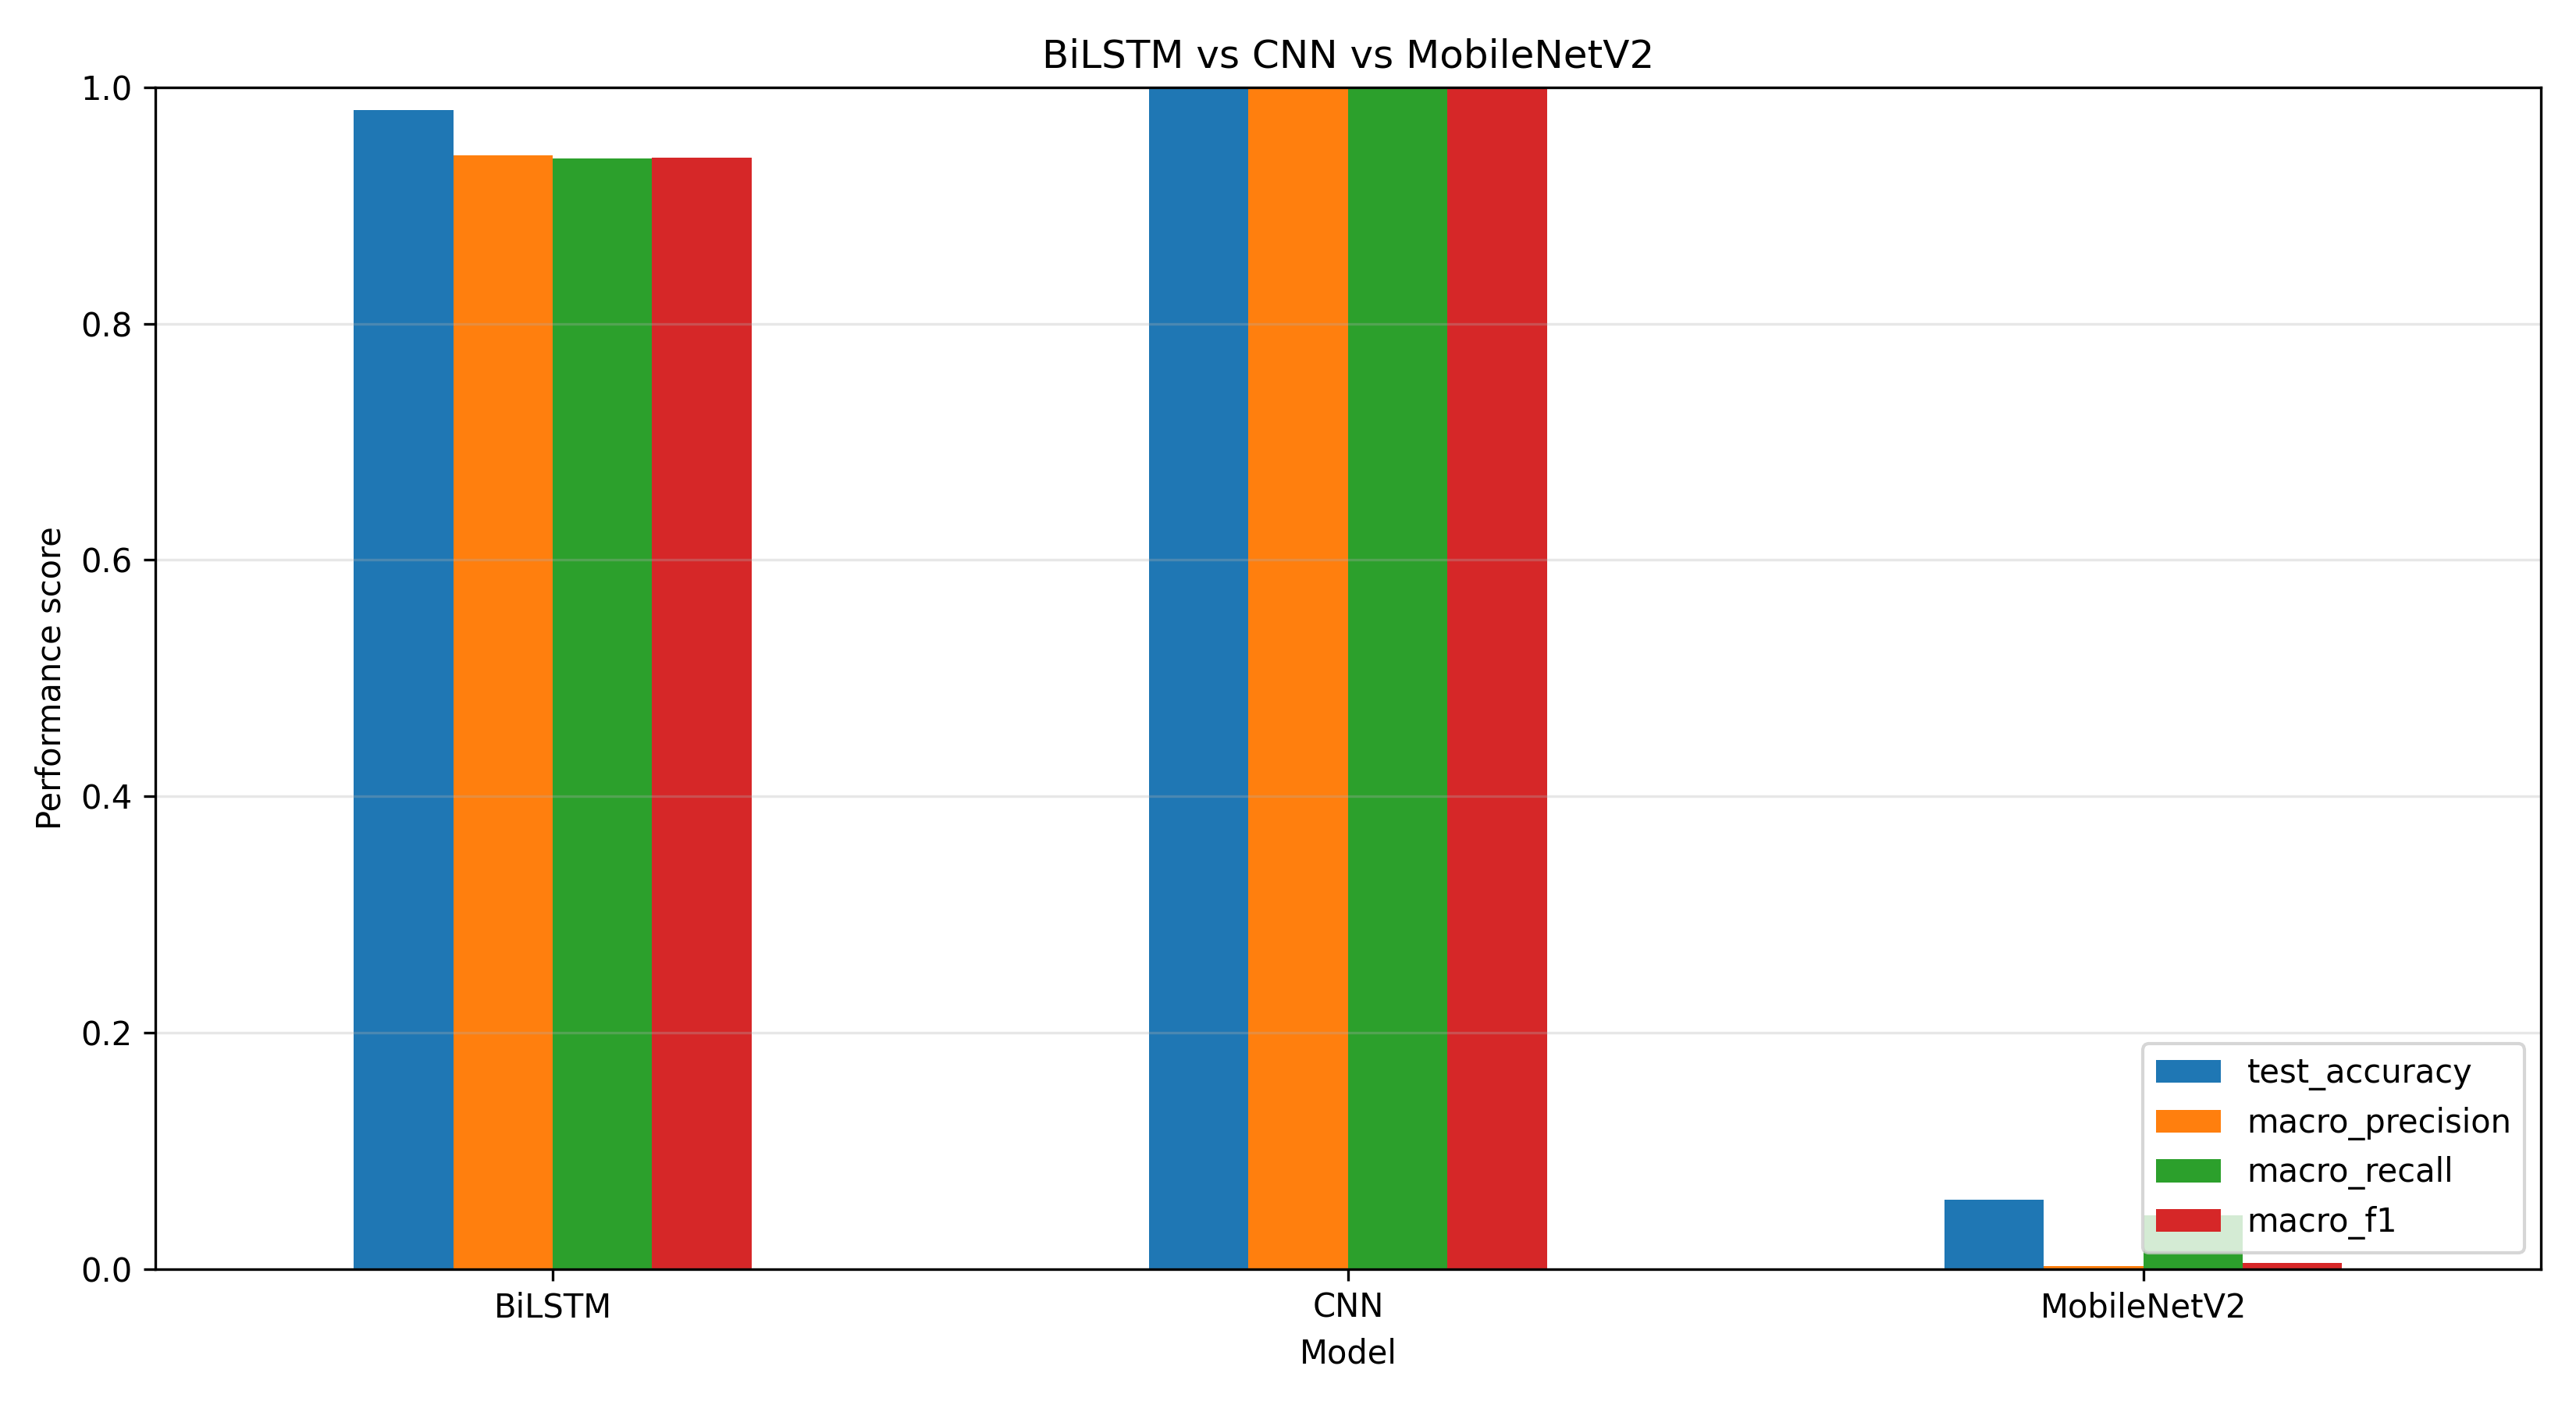 BiLSTM vs CNN vs MobileNetV2
1.0
0.8
0.6
0.4
0.2
0.0
Performance score
BiLSTM
CNN
MobileNetV2
Model
test_accuracy
macro_precision
macro_recall
macro_f1